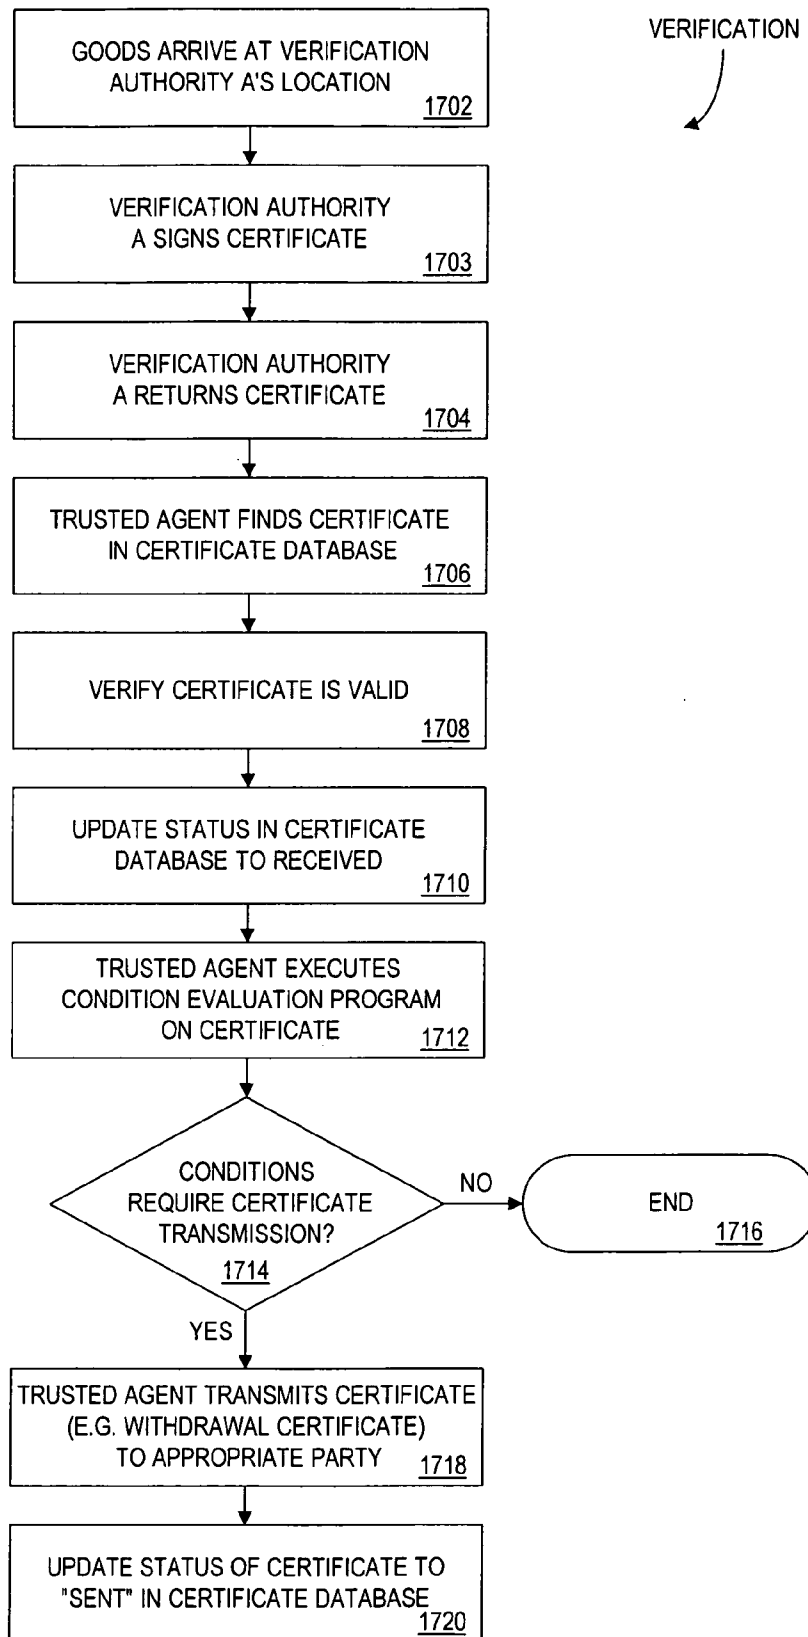 VERIFICATION
GOODS ARRIVE AT VERIFICATION
AUTHORITY A'S LOCATION
1702
VERIFICATION AUTHORITY
A SIGNS CERTIFICATE
1703
VERIFICATION AUTHORITY
A RETURNS CERTIFICATE
1704
TRUSTED AGENT FINDS CERTIFICATE
IN CERTIFICATE DATABASE
1706
VERIFY CERTIFICATE IS VALID
1708
UPDATE STATUS IN CERTIFICATE
DATABASE TO RECEIVED
1710
TRUSTED AGENT EXECUTES
CONDITION EVALUATION PROGRAM
ON CERTIFICATE
1712
CONDITIONS
REQUIRE CERTIFICATE
TRANSMISSION?
1714
NO
END
1716
YES
TRUSTED AGENT TRANSMITS CERTIFICATE
(E.G. WITHDRAWAL CERTIFICATE)
TO APPROPRIATE PARTY
1718
UPDATE STATUS OF CERTIFICATE TO
"SENT" IN CERTIFICATE DATABASE
1720